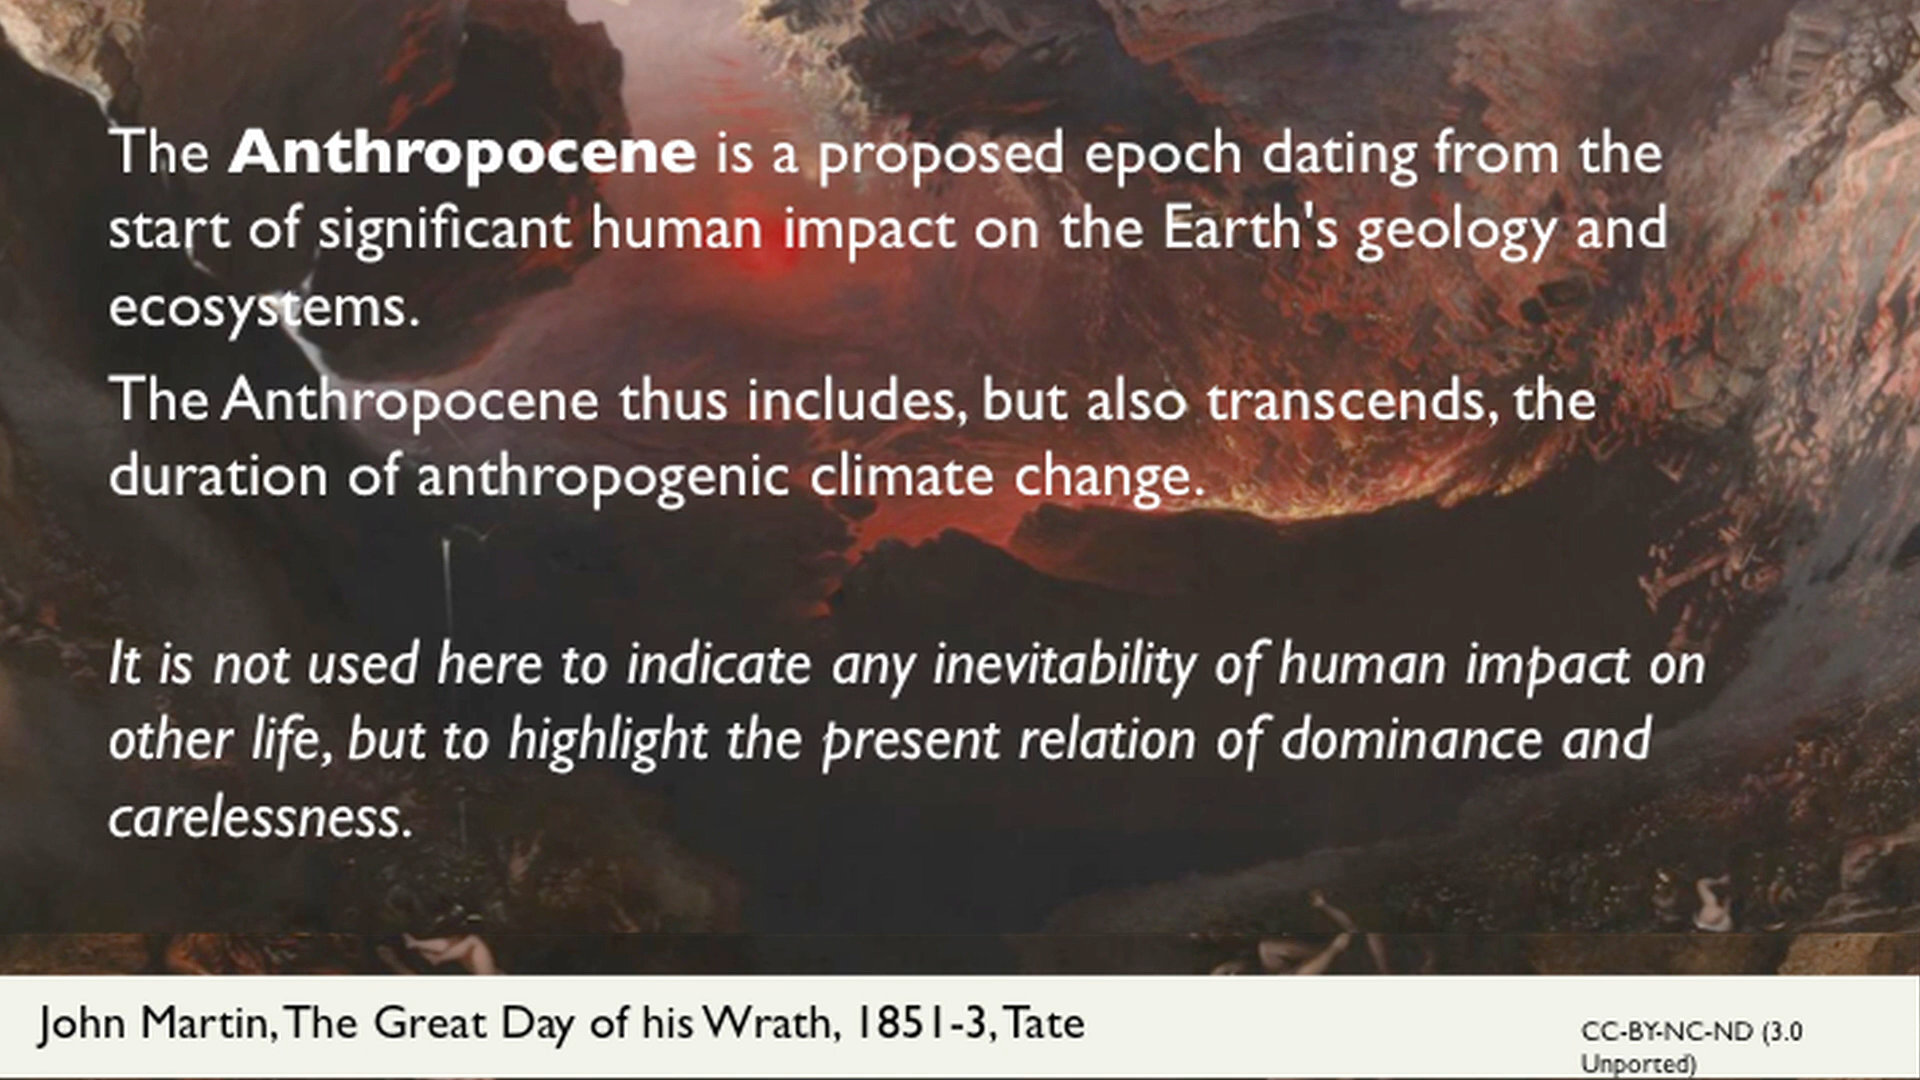 The Anthropocene is a proposed epoch dating from the
start of significant human impact on the Earth's geology and
ecosystems.
The Anthropocene thus includes, but also transcends, the
duration of anthropogenic climate change.
It is not used here to indicate any inevitability of human impact on
other life, but to highlight the present relation of dominance and
carelessness.
John Martin, The Great Day of his Wrath, 1851-3, Tate
CC-BY-NC-ND (3.0
Unported)